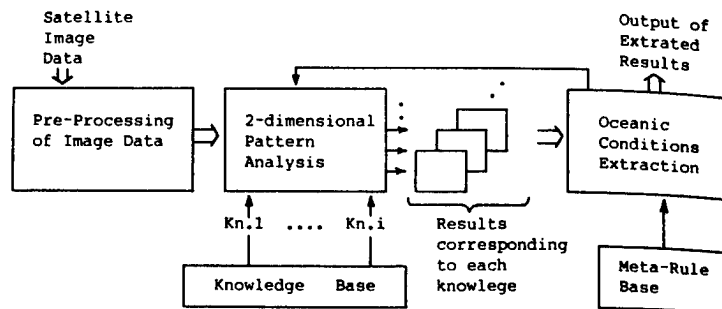 Satellite
Image
Data
Output of
Extrated
Results
Pre-Processing
of Image Data
2-dimensional
Pattern
Analysis
Oceanic
Conditions
Extraction
Kn.1 .... Kn.i
Results
corresponding
to each
knowlege
Knowledge Base
Meta-Rule
Base